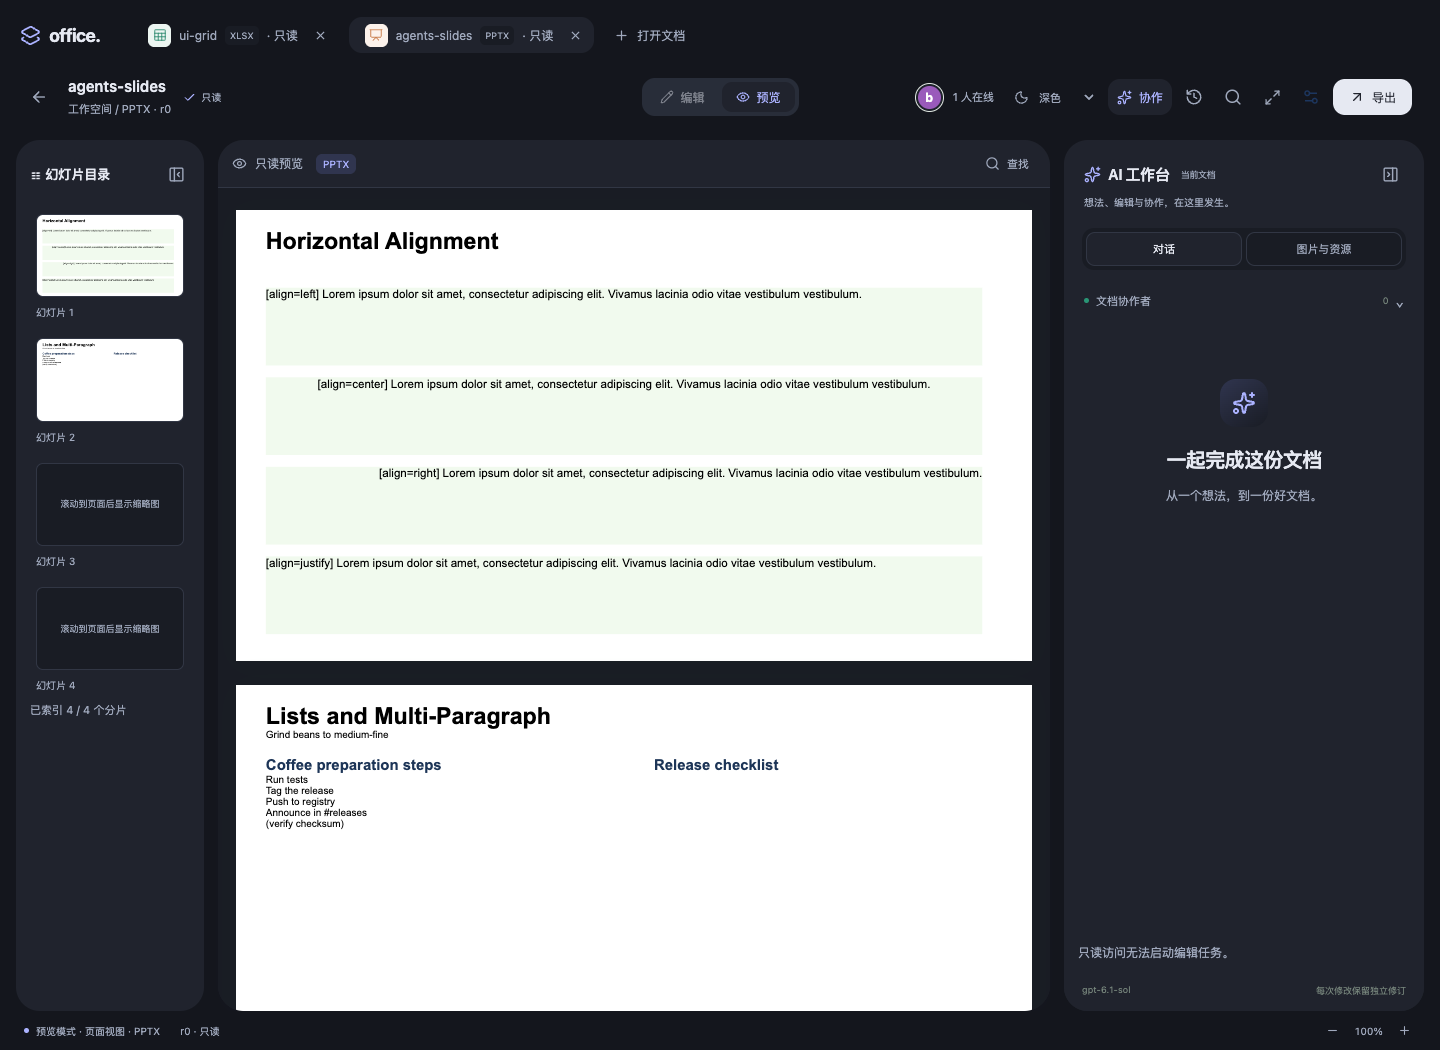 office.
ui-grid XLSX · 只读
agents-slides PPTX · 只读
打开文档
agents-slides
工作空间 / PPTX · r0
只读
编辑
预览
b
1 人在线
深色
协作
导出
幻灯片目录
Horizontal Alignment
幻灯片 1
Lists and Multi-Paragraph
Coffee preparation steps Release checklist
幻灯片 2
滚动到页面后显示缩略图
幻灯片 3
滚动到页面后显示缩略图
幻灯片 4
已索引 4 / 4 个分片
只读预览 PPTX
查找
Horizontal Alignment
[align=left] Lorem ipsum dolor sit amet, consectetur adipiscing elit. Vivamus lacinia odio vitae vestibulum vestibulum.
[align=center] Lorem ipsum dolor sit amet, consectetur adipiscing elit. Vivamus lacinia odio vitae vestibulum vestibulum.
[align=right] Lorem ipsum dolor sit amet, consectetur adipiscing elit. Vivamus lacinia odio vitae vestibulum vestibulum.
[align=justify] Lorem ipsum dolor sit amet, consectetur adipiscing elit. Vivamus lacinia odio vitae vestibulum vestibulum.
Lists and Multi-Paragraph
Grind beans to medium-fine
Coffee preparation steps
Run tests
Tag the release
Push to registry
Announce in #releases
(verify checksum)
Release checklist
AI 工作台 当前文档
想法、编辑与协作，在这里发生。
对话
图片与资源
文档协作者 0
一起完成这份文档
从一个想法，到一份好文档。
只读访问无法启动编辑任务。
gpt-6.1-sol 每次修改保留独立修订
预览模式 · 页面视图 · PPTX r0 · 只读
100%